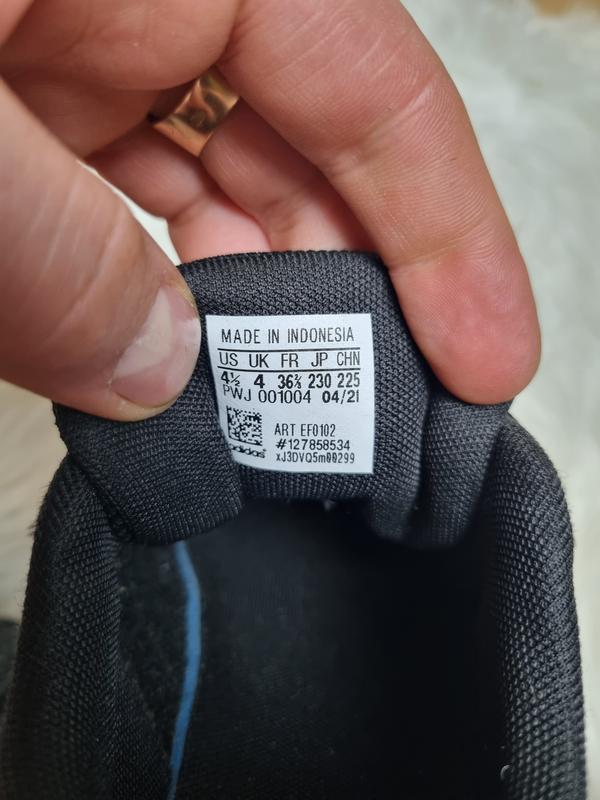 MADE IN INDONESIA
US UK FR JP CHN
4½ 4 36⅔ 230 225
PWJ 001004 04/21
ART EF0102
#127858534
adidas
xJ3DVQ5m00299